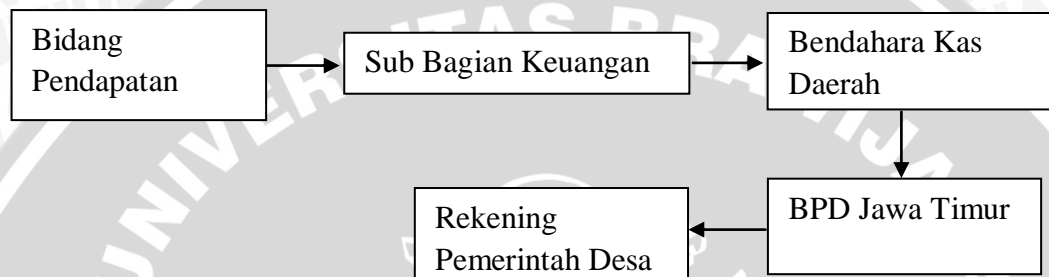 Bidang
Pendapatan
Sub Bagian Keuangan
Bendahara Kas
Daerah
BPD Jawa Timur
Rekening
Pemerintah Desa